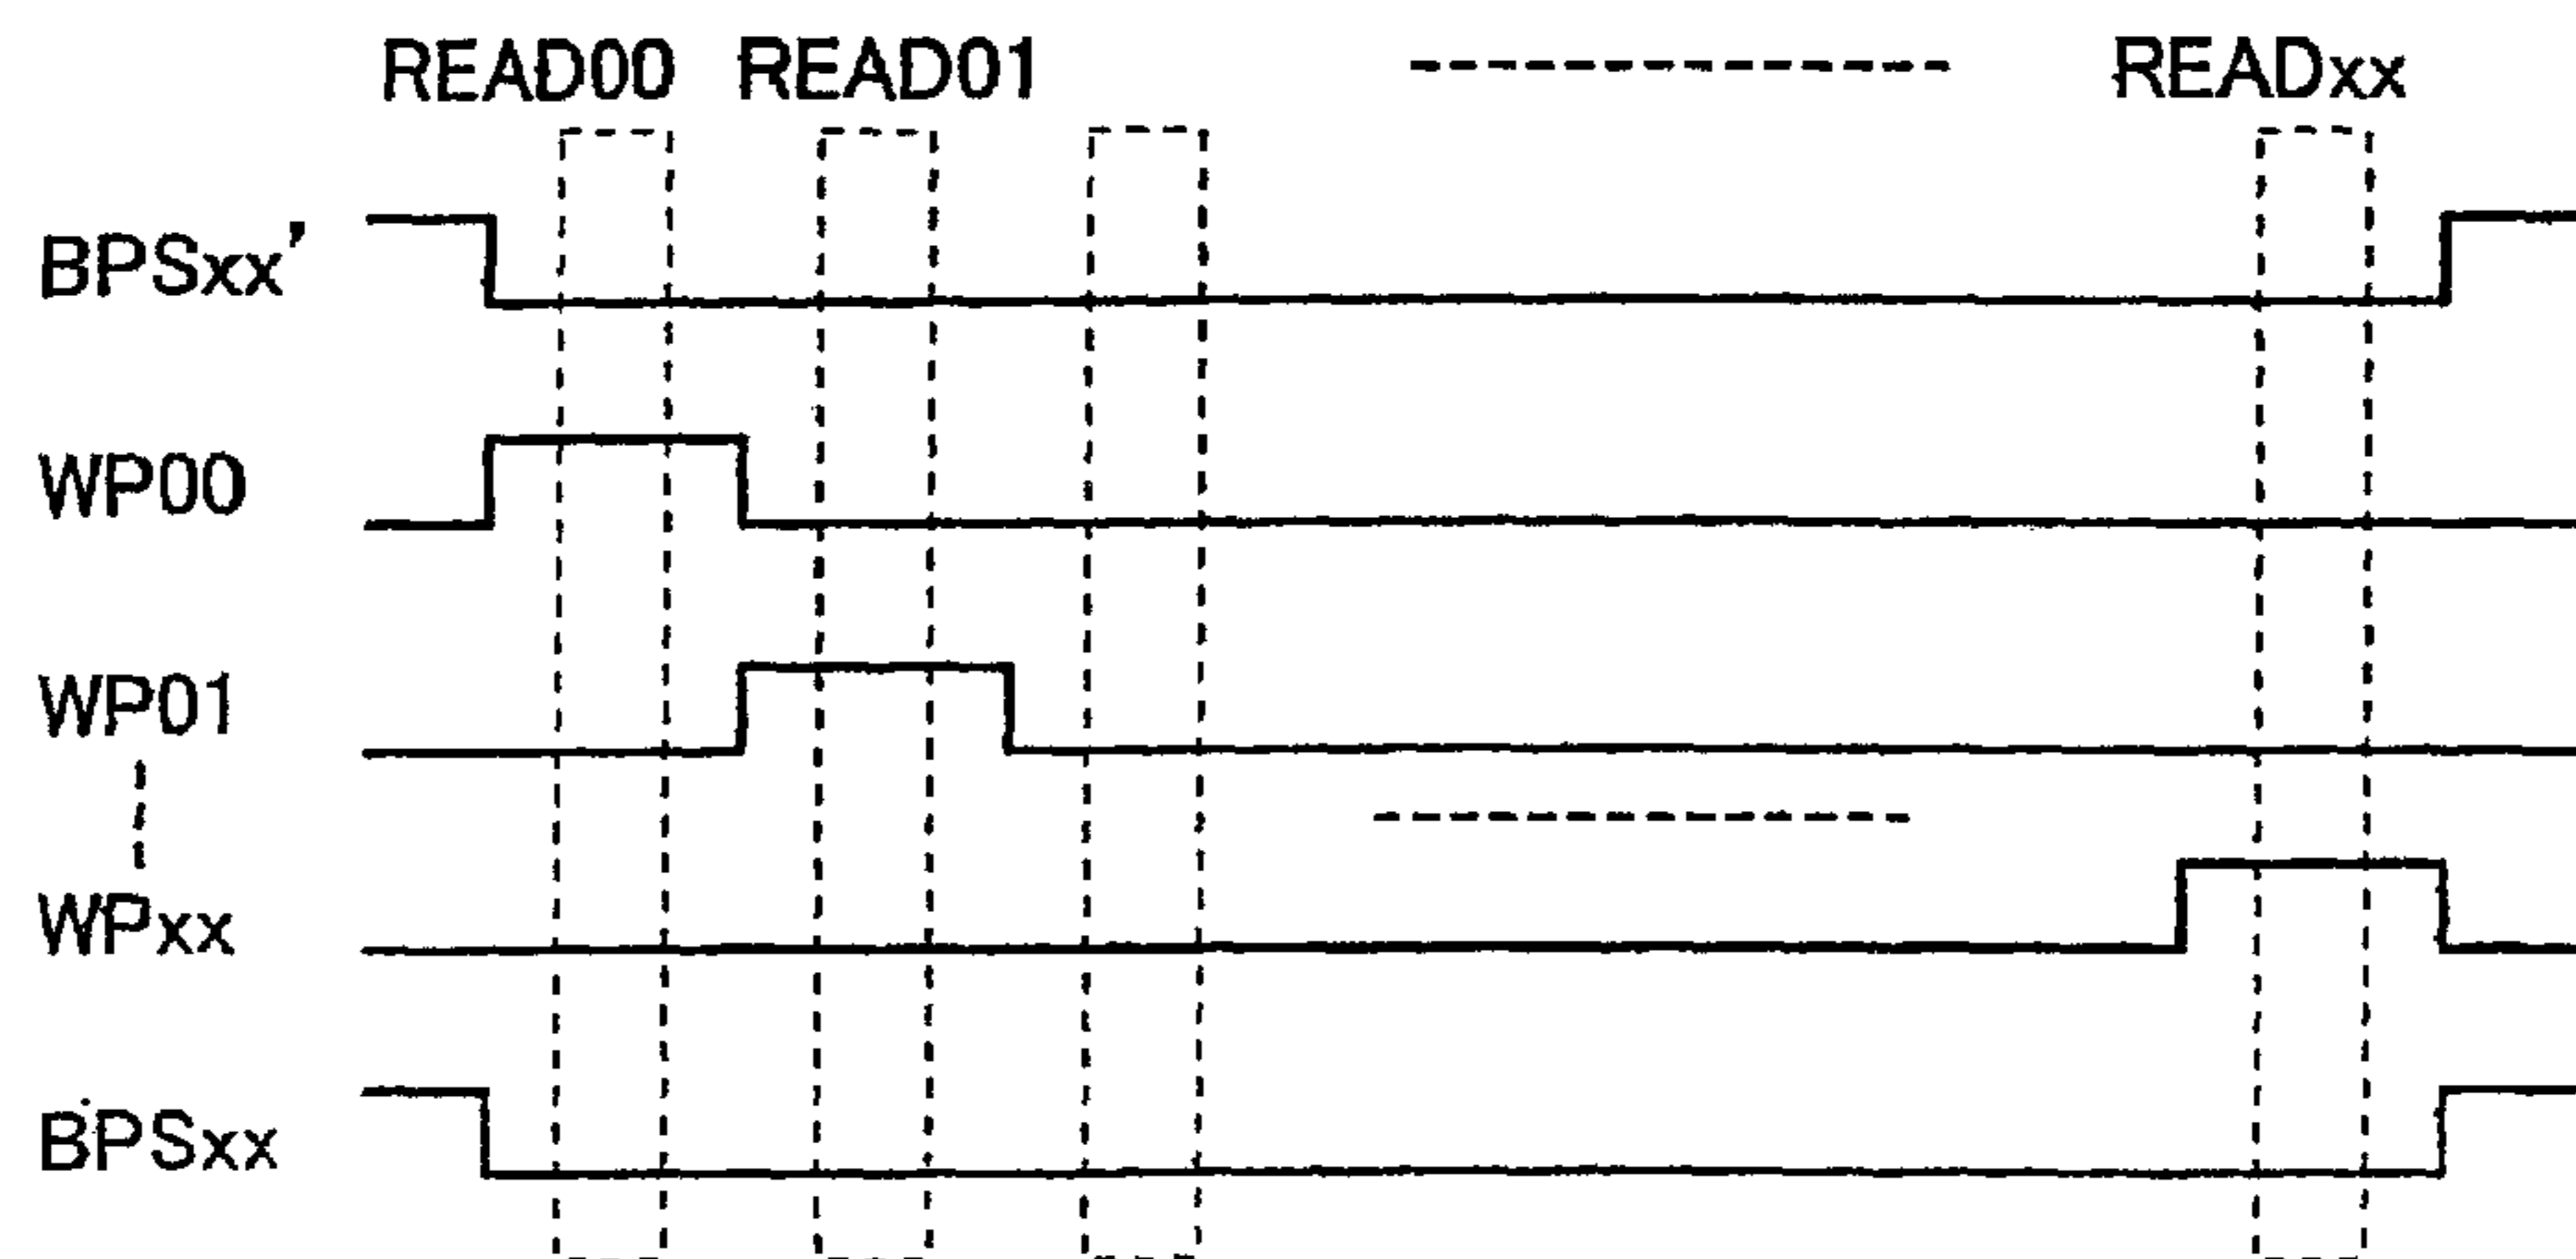 READ00 READ01 READxx
BPSxx'
WP00
WP01
WPxx
BPSxx